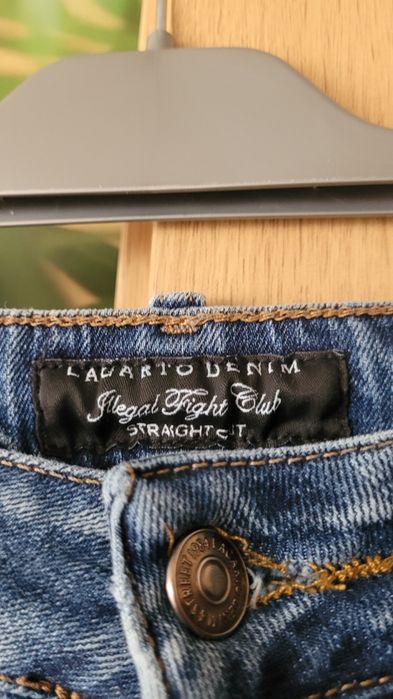 LAGARTO DENIM
Illegal Fight Club
STRAIGHT CUT